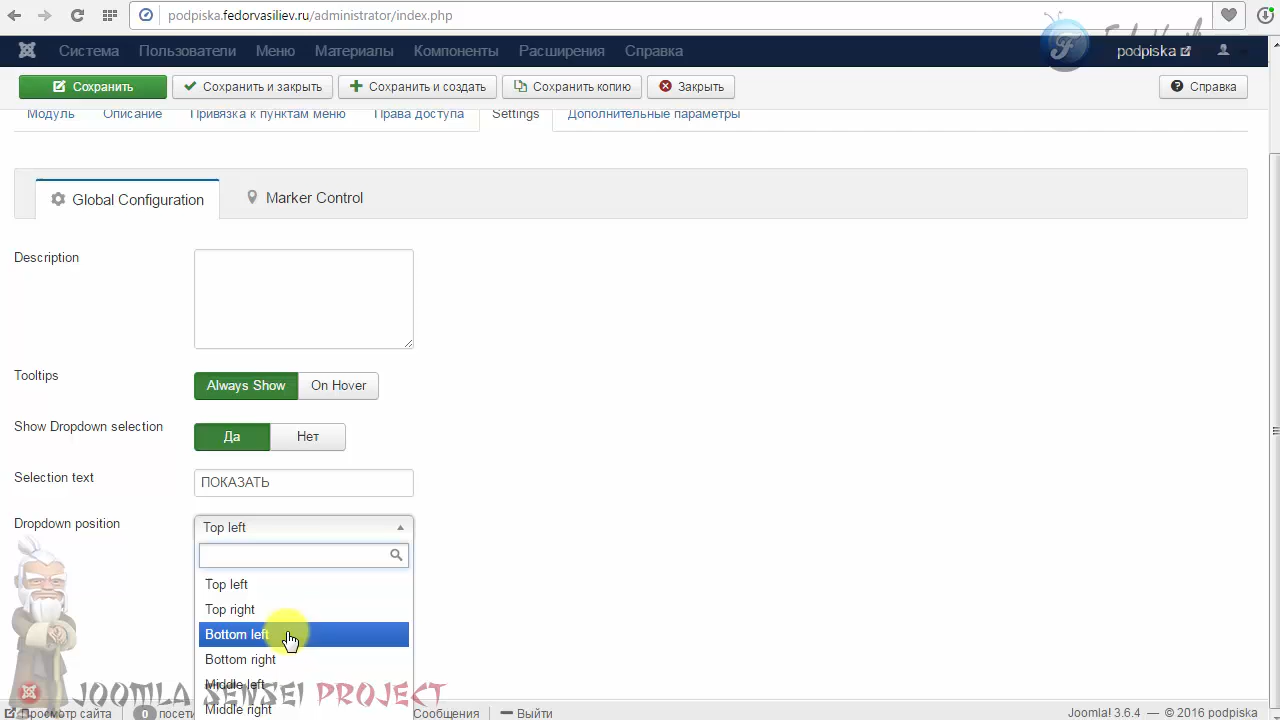 podpiska.fedorvasiliev.ru/administrator/index.php
Система Пользователи Меню Материалы Компоненты Расширения Справка podpiska
Сохранить Сохранить и закрыть Сохранить и создать Сохранить копию Закрыть Справка
Модуль Описание Привязка к пунктам меню Права доступа Settings Дополнительные параметры
Global Configuration Marker Control
Description
Tooltips Always Show On Hover
Show Dropdown selection Да Нет
Selection text ПОКАЗАТЬ
Dropdown position Top left
Top left
Top right
Bottom left
Bottom right
Middle left
JOOMLA SENSEI PROJECT
Middle right
Просмотр сайта 0 посети Сообщения Выйти Joomla! 3.6.4 — © 2016 podpiska